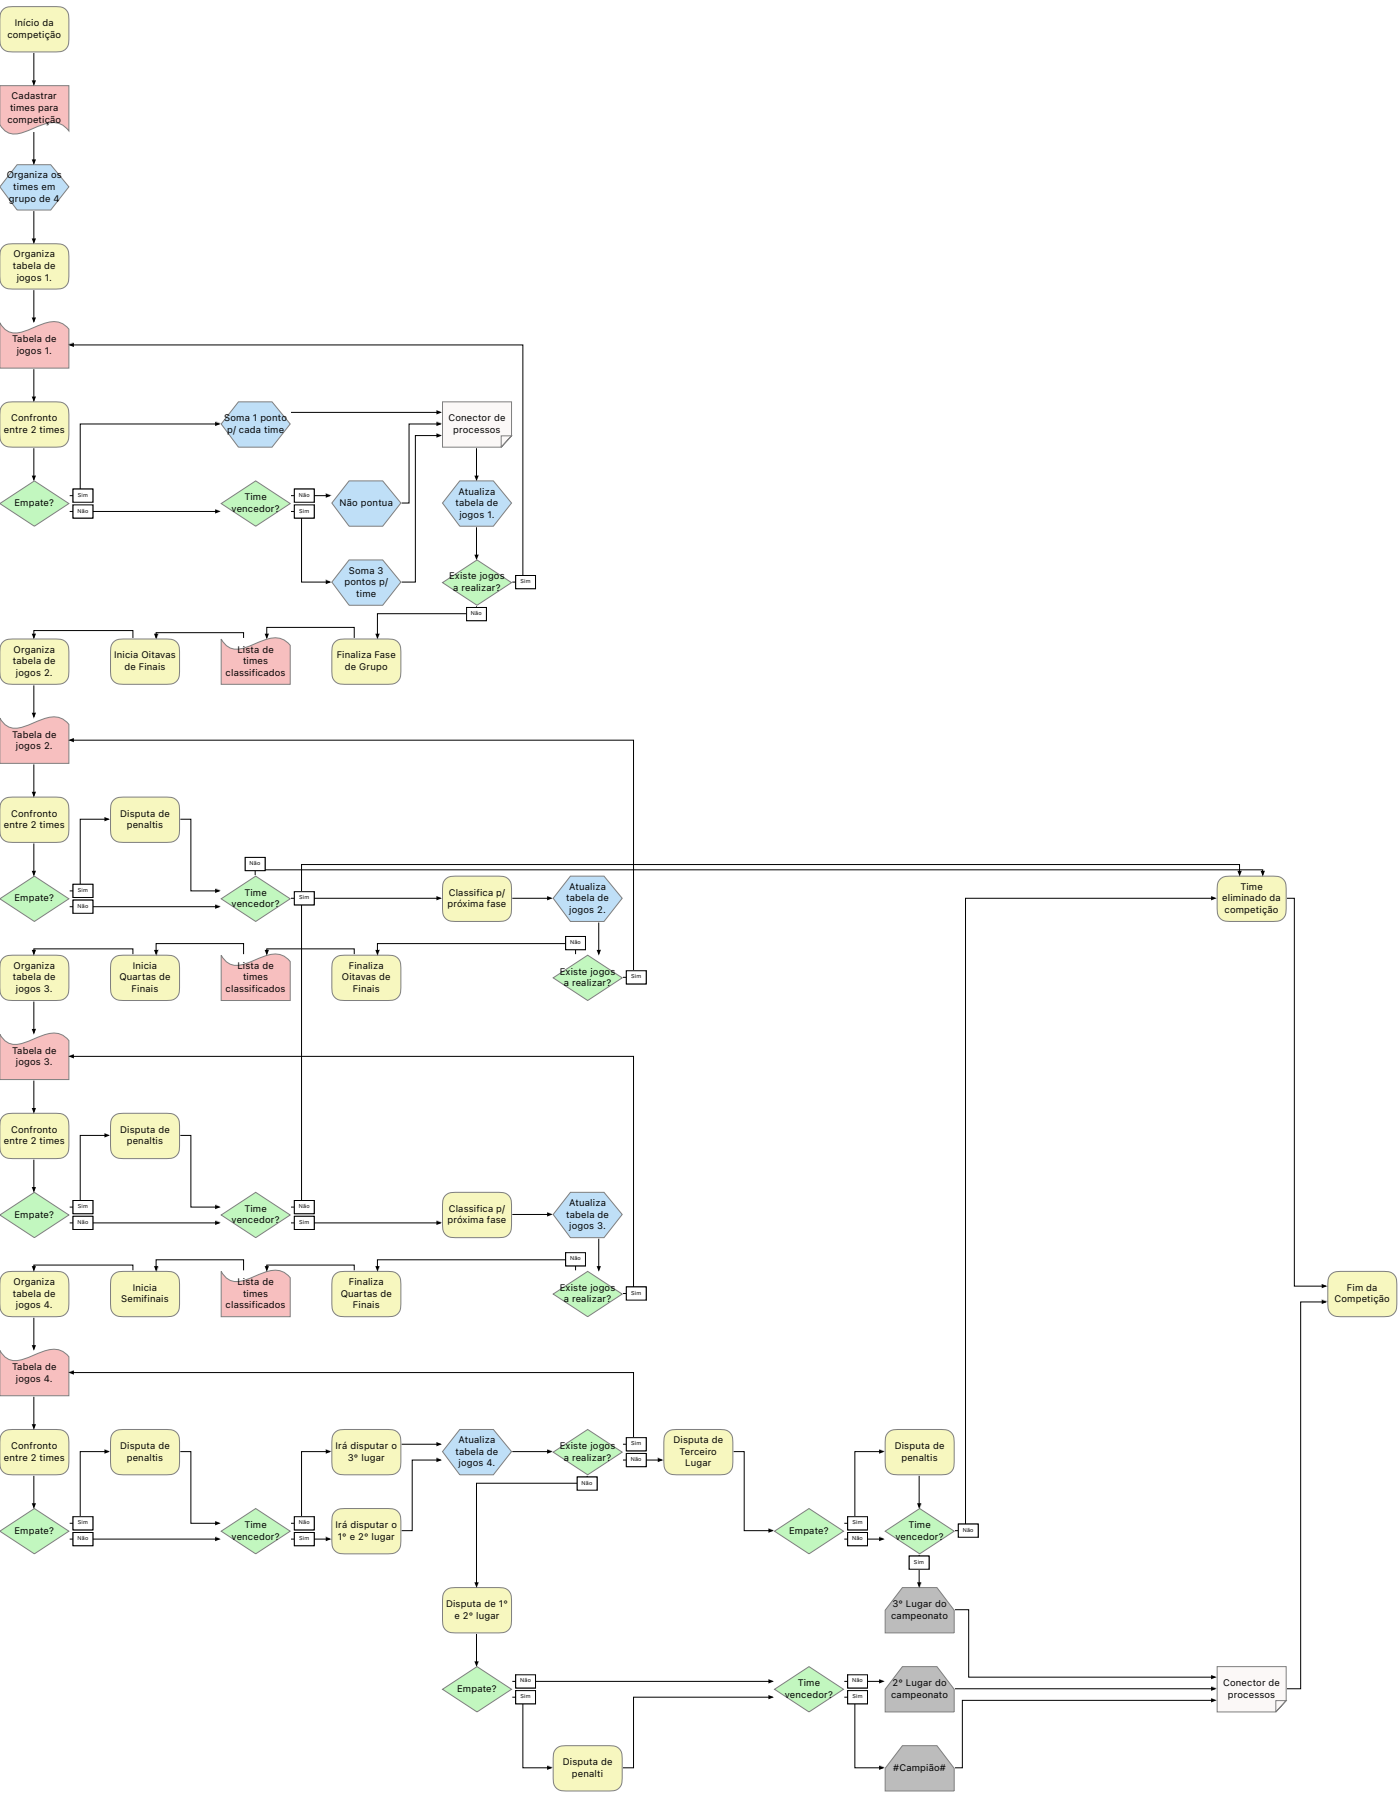 Início da
competição
Cadastrar
times para
competição
Organiza os
times em
grupo de 4
Organiza
tabela de
jogos 1.
Tabela de
jogos 1.
Confronto
entre 2 times
Soma 1 ponto
p/ cada time
Conector de
processos
Empate?
Sim
Não
Time
vencedor?
Não
Sim
Não pontua
Atualiza
tabela de
jogos 1.
Soma 3
pontos p/
time
Existe jogos
a realizar?
Sim
Não
Organiza
tabela de
jogos 2.
Inicia Oitavas
de Finais
Lista de
times
classificados
Finaliza Fase
de Grupo
Tabela de
jogos 2.
Confronto
entre 2 times
Disputa de
penaltis
Não
Empate?
Sim
Não
Time
vencedor?
Sim
Classifica p/
próxima fase
Atualiza
tabela de
jogos 2.
Time
eliminado da
competição
Não
Organiza
tabela de
jogos 3.
Inicia
Quartas de
Finais
Lista de
times
classificados
Finaliza
Oitavas de
Finais
Existe jogos
a realizar?
Sim
Tabela de
jogos 3.
Confronto
entre 2 times
Disputa de
penaltis
Empate?
Sim
Não
Time
vencedor?
Não
Sim
Classifica p/
próxima fase
Atualiza
tabela de
jogos 3.
Não
Organiza
tabela de
jogos 4.
Inicia
Semifinais
Lista de
times
classificados
Finaliza
Quartas de
Finais
Existe jogos
a realizar?
Sim
Fim da
Competição
Tabela de
jogos 4.
Confronto
entre 2 times
Disputa de
penaltis
Irá disputar o
3º lugar
Atualiza
tabela de
jogos 4.
Existe jogos
a realizar?
Sim
Não
Disputa de
Terceiro
Lugar
Disputa de
penaltis
Não
Empate?
Sim
Não
Time
vencedor?
Não
Sim
Irá disputar o
1º e 2º lugar
Empate?
Sim
Não
Time
vencedor?
Não
Sim
Disputa de 1º
e 2º lugar
3º Lugar do
campeonato
Empate?
Não
Sim
Time
vencedor?
Não
Sim
2º Lugar do
campeonato
Conector de
processos
Disputa de
penalti
#Campião#